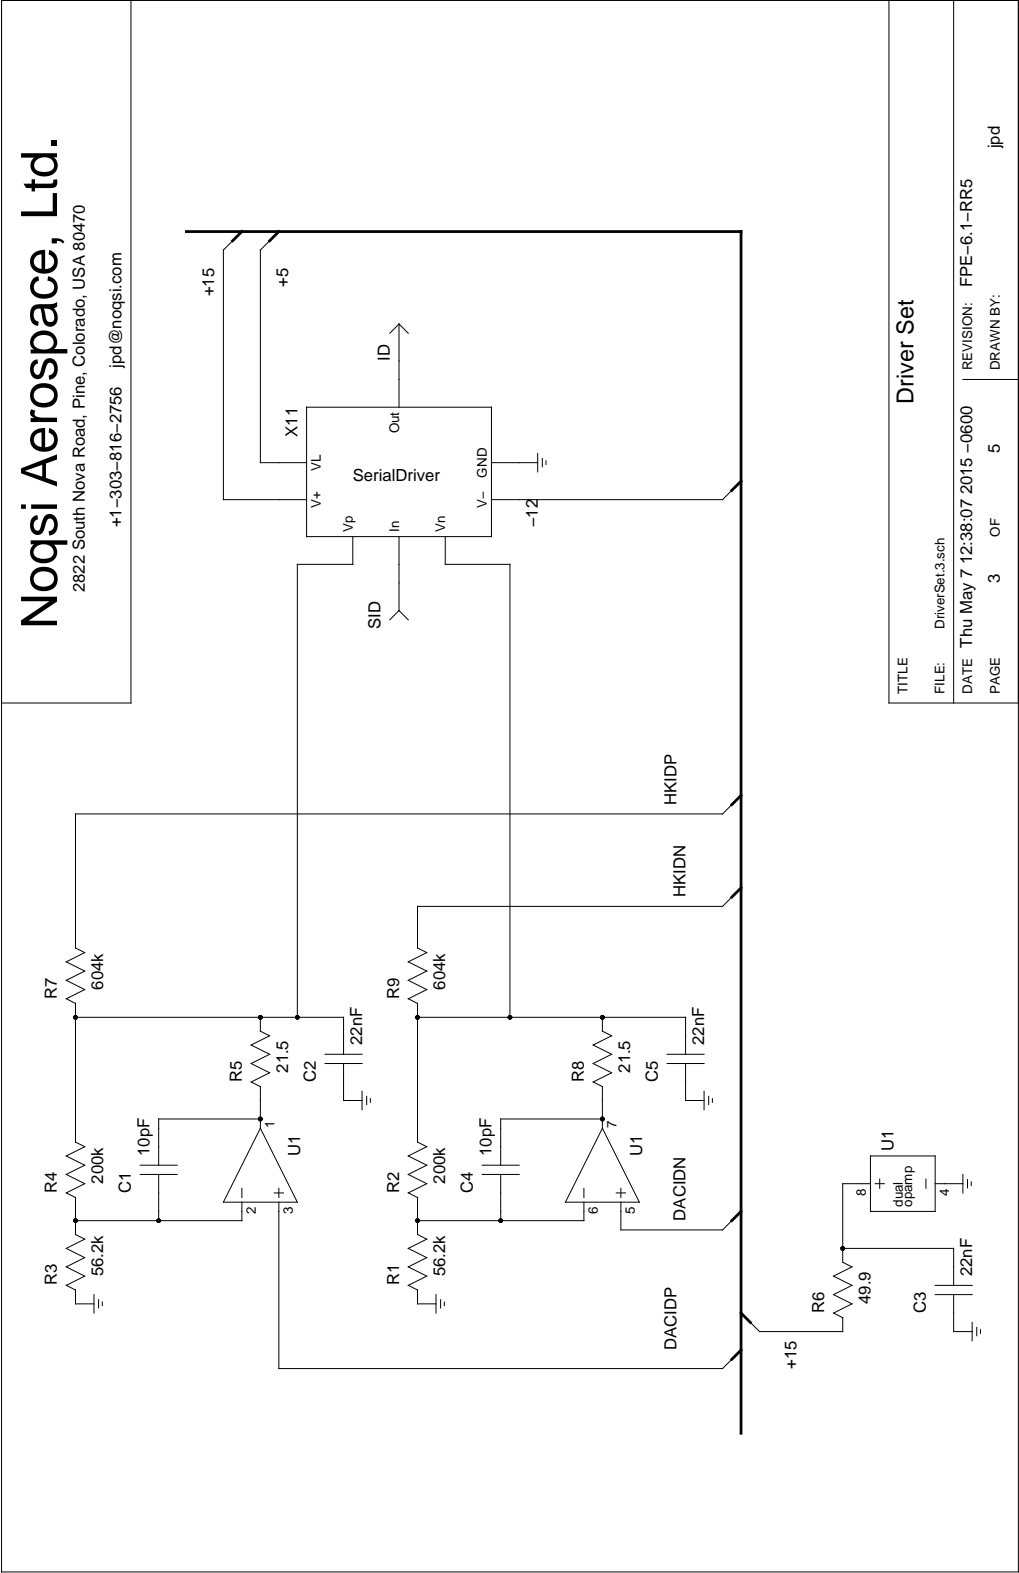 Noqsi Aerospace, Ltd.
2822 South Nova Road, Pine, Colorado, USA 80470
+1−303−816−2756 jpd@noqsi.com
R3
56.2k
R4
200k
C1
10pF
R7
604k
R5
21.5
C2
22nF
2
3
1
U1
−
+
R1
56.2k
R2
200k
C4
10pF
R9
604k
R8
21.5
C5
22nF
6
5
7
U1
−
+
+15
+5
X11
V+
VL
Vp
In
Vn
SerialDriver
Out
V−
GND
SID
ID
−12
DACIDP
DACIDN
HKIDN
HKIDP
+15
R6
49.9
C3
22nF
U1
8
+
dual
opamp
−
4
TITLE
Driver Set
FILE: DriverSet.3.sch
REVISION: FPE−6.1−RR5
DATE Thu May 7 12:38:07 2015 −0600
PAGE 3 OF 5
DRAWN BY: jpd